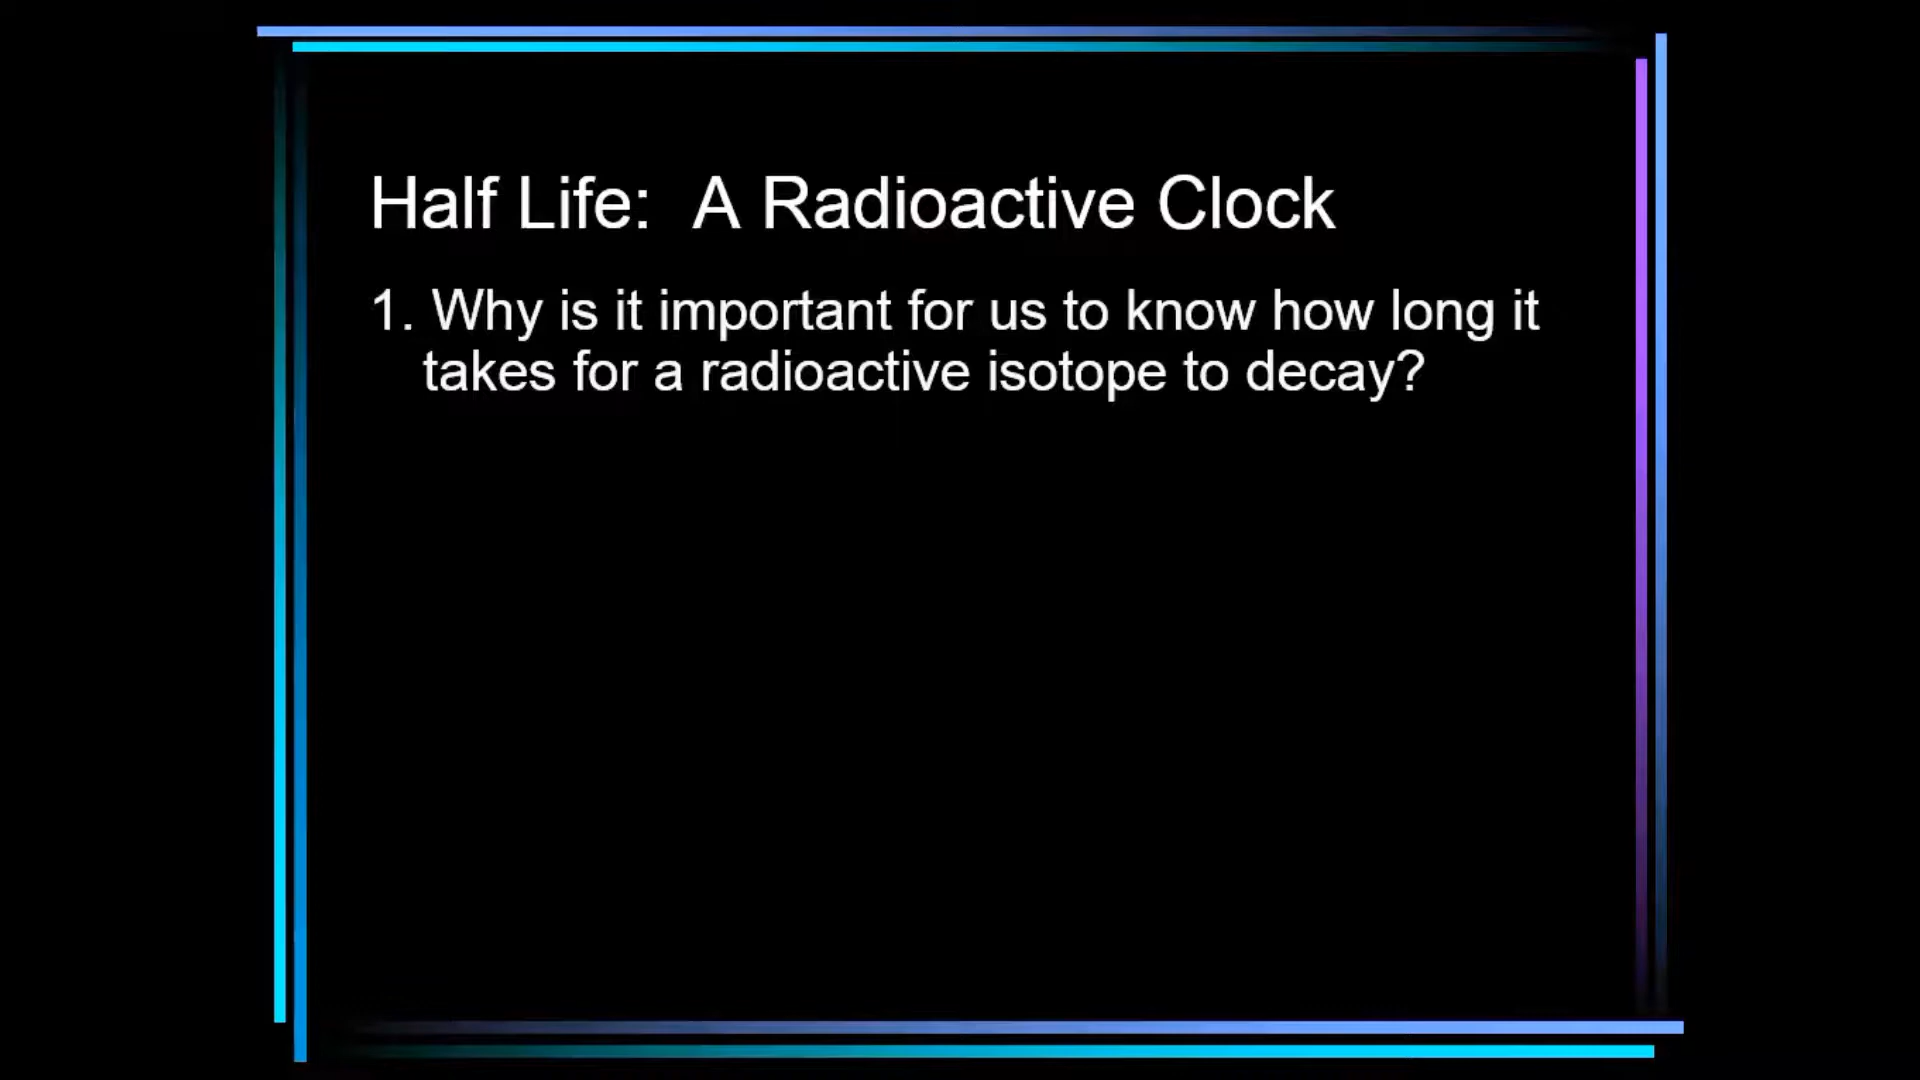 Half Life:  A Radioactive Clock
1. Why is it important for us to know how long it
takes for a radioactive isotope to decay?